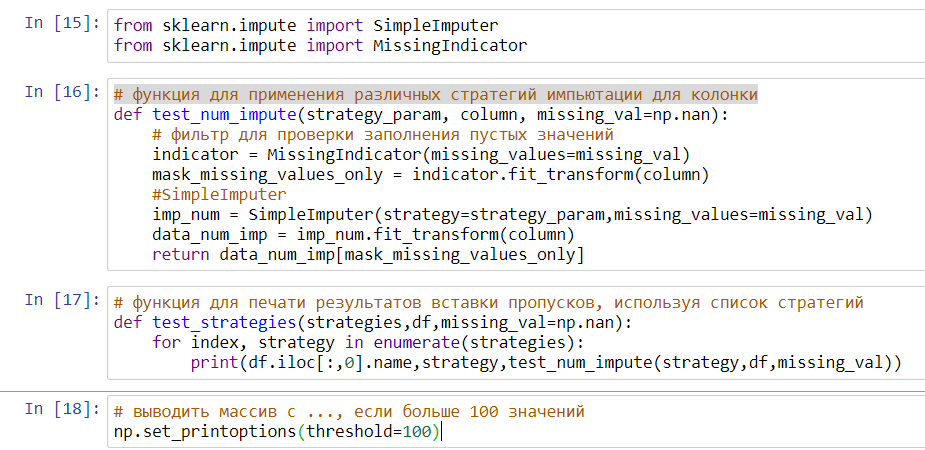 In [15]: from sklearn.impute import SimpleImputer
from sklearn.impute import MissingIndicator
In [16]: # функция для применения различных стратегий импьютации для колонки
def test_num_impute(strategy_param, column, missing_val=np.nan):
    # фильтр для проверки заполнения пустых значений
    indicator = MissingIndicator(missing_values=missing_val)
    mask_missing_values_only = indicator.fit_transform(column)
    #SimpleImputer
    imp_num = SimpleImputer(strategy=strategy_param,missing_values=missing_val)
    data_num_imp = imp_num.fit_transform(column)
    return data_num_imp[mask_missing_values_only]
In [17]: # функция для печати результатов вставки пропусков, используя список стратегий
def test_strategies(strategies,df,missing_val=np.nan):
    for index, strategy in enumerate(strategies):
        print(df.iloc[:,0].name,strategy,test_num_impute(strategy,df,missing_val))
In [18]: # выводить массив с ..., если больше 100 значений
np.set_printoptions(threshold=100)